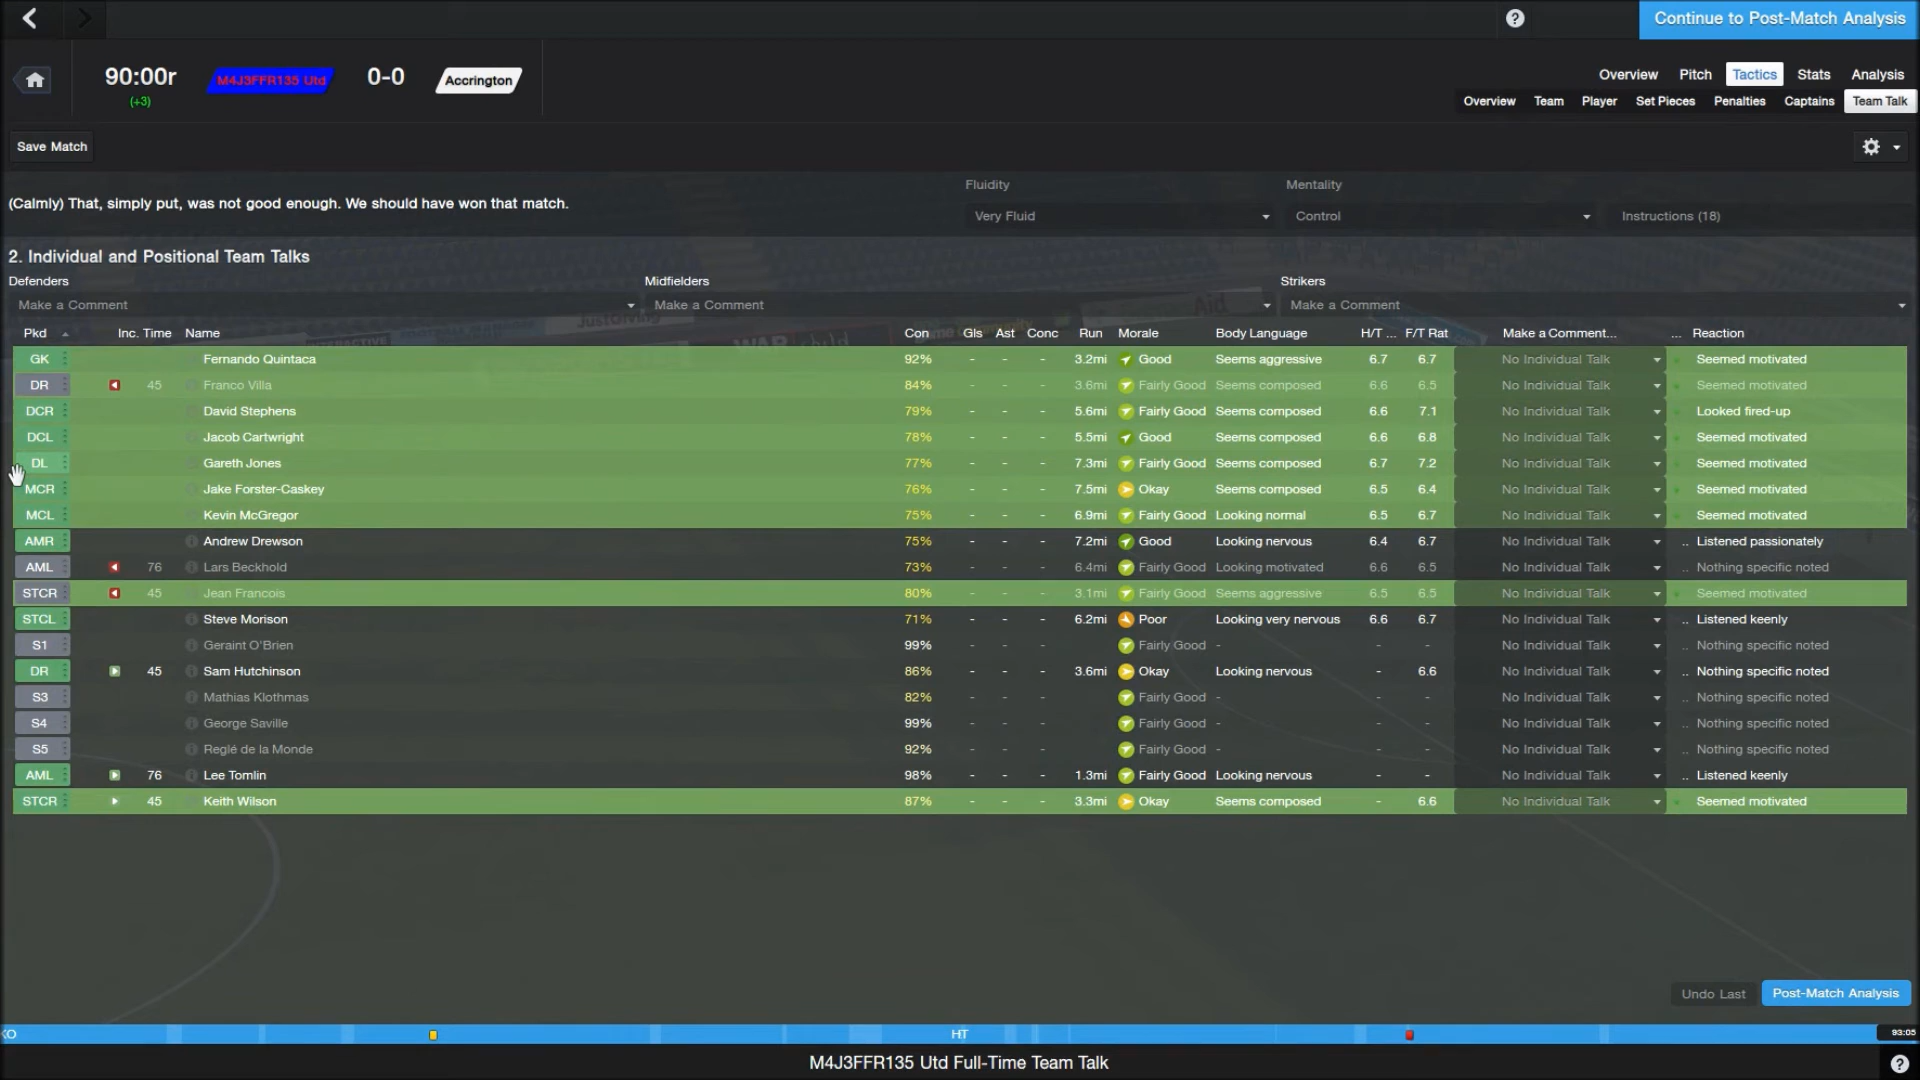 Continue to Post-Match Analysis
90:00r
(+3)
M4J3FFR135 Utd
0-0
Accrington
Overview Pitch Tactics Stats Analysis
Overview Team Player Set Pieces Penalties Captains Team Talk
Save Match
Fluidity Mentality
(Calmly) That, simply put, was not good enough. We should have won that match.
Very Fluid Control Instructions (18)
2. Individual and Positional Team Talks
Defenders Midfielders Strikers
Make a Comment Make a Comment Make a Comment
Pkd Inc. Time Name Con Gls Ast Conc Run Morale Body Language H/T ... F/T Rat Make a Comment... ... Reaction
GK Fernando Quintaca 92% - - - 3.2mi Good Seems aggressive 6.7 6.7 No Individual Talk Seemed motivated
DR 45 Franco Villa 84% - - - 3.6mi Fairly Good Seems composed 6.6 6.5 No Individual Talk Seemed motivated
DCR David Stephens 79% - - - 5.6mi Fairly Good Seems composed 6.6 7.1 No Individual Talk Looked fired-up
DCL Jacob Cartwright 78% - - - 5.5mi Good Seems composed 6.6 6.8 No Individual Talk Seemed motivated
DL Gareth Jones 77% - - - 7.3mi Fairly Good Seems composed 6.7 7.2 No Individual Talk Seemed motivated
MCR Jake Forster-Caskey 76% - - - 7.5mi Okay Seems composed 6.5 6.4 No Individual Talk Seemed motivated
MCL Kevin McGregor 75% - - - 6.9mi Fairly Good Looking normal 6.5 6.7 No Individual Talk Seemed motivated
AMR Andrew Drewson 75% - - - 7.2mi Good Looking nervous 6.4 6.7 No Individual Talk .. Listened passionately
AML 76 Lars Beckhold 73% - - - 6.4mi Fairly Good Looking motivated 6.6 6.5 No Individual Talk .. Nothing specific noted
STCR 45 Jean Francois 80% - - - 3.1mi Fairly Good Seems aggressive 6.5 6.5 No Individual Talk Seemed motivated
STCL Steve Morison 71% - - - 6.2mi Poor Looking very nervous 6.6 6.7 No Individual Talk .. Listened keenly
S1 Geraint O'Brien 99% Fairly Good - No Individual Talk .. Nothing specific noted
DR 45 Sam Hutchinson 86% - - - 3.6mi Okay Looking nervous - 6.6 No Individual Talk .. Nothing specific noted
S3 Mathias Klothmas 82% - - - Fairly Good - - - No Individual Talk .. Nothing specific noted
S4 George Saville 99% - - - Fairly Good - - - No Individual Talk .. Nothing specific noted
S5 Reglé de la Monde 92% - - - Fairly Good - - - No Individual Talk .. Nothing specific noted
AML 76 Lee Tomlin 98% - - - 1.3mi Fairly Good Looking nervous - - No Individual Talk .. Listened keenly
STCR 45 Keith Wilson 87% - - - 3.3mi Okay Seems composed - 6.6 No Individual Talk Seemed motivated
Undo Last Post-Match Analysis
KO HT 93:05
M4J3FFR135 Utd Full-Time Team Talk